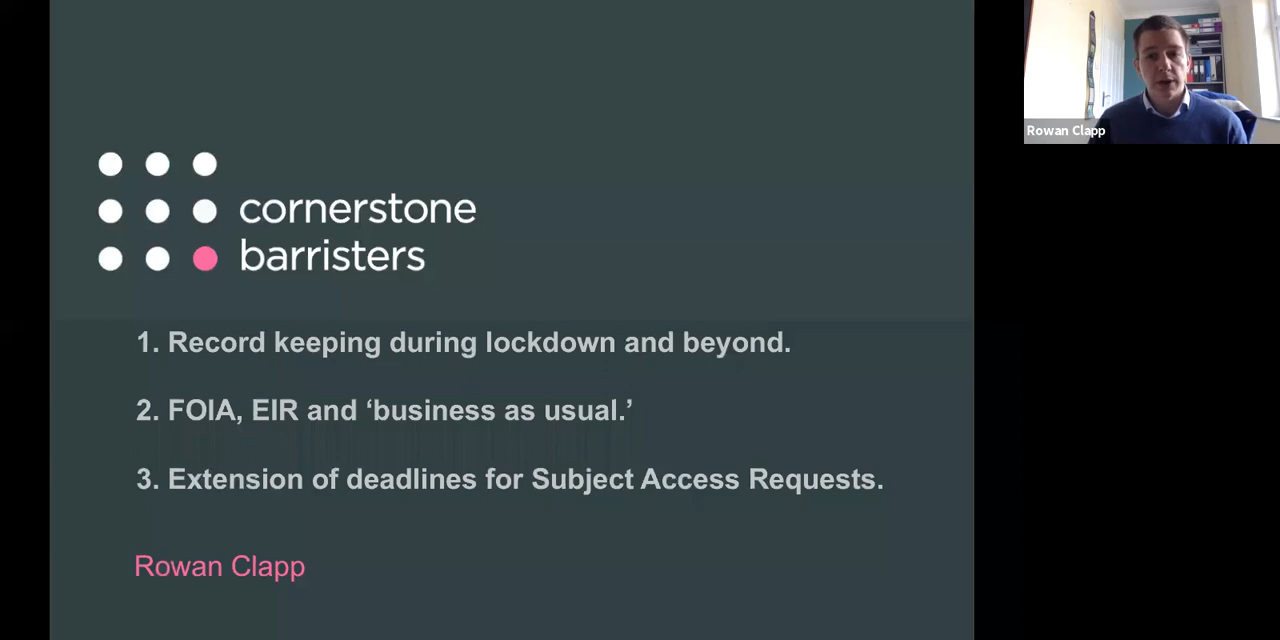 cornerstone
barristers
1. Record keeping during lockdown and beyond.
2. FOIA, EIR and ‘business as usual.’
3. Extension of deadlines for Subject Access Requests.
Rowan Clapp
Rowan Clapp